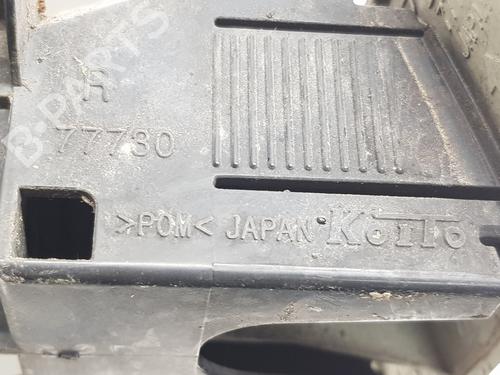 R
77730
>POM< JAPAN KOITO
B-PARTS